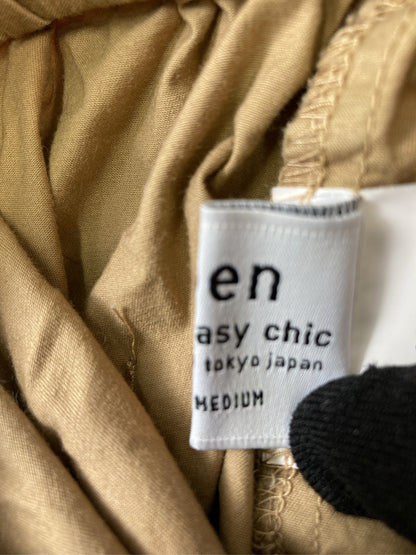 en
asy chic
tokyo japan
MEDIUM